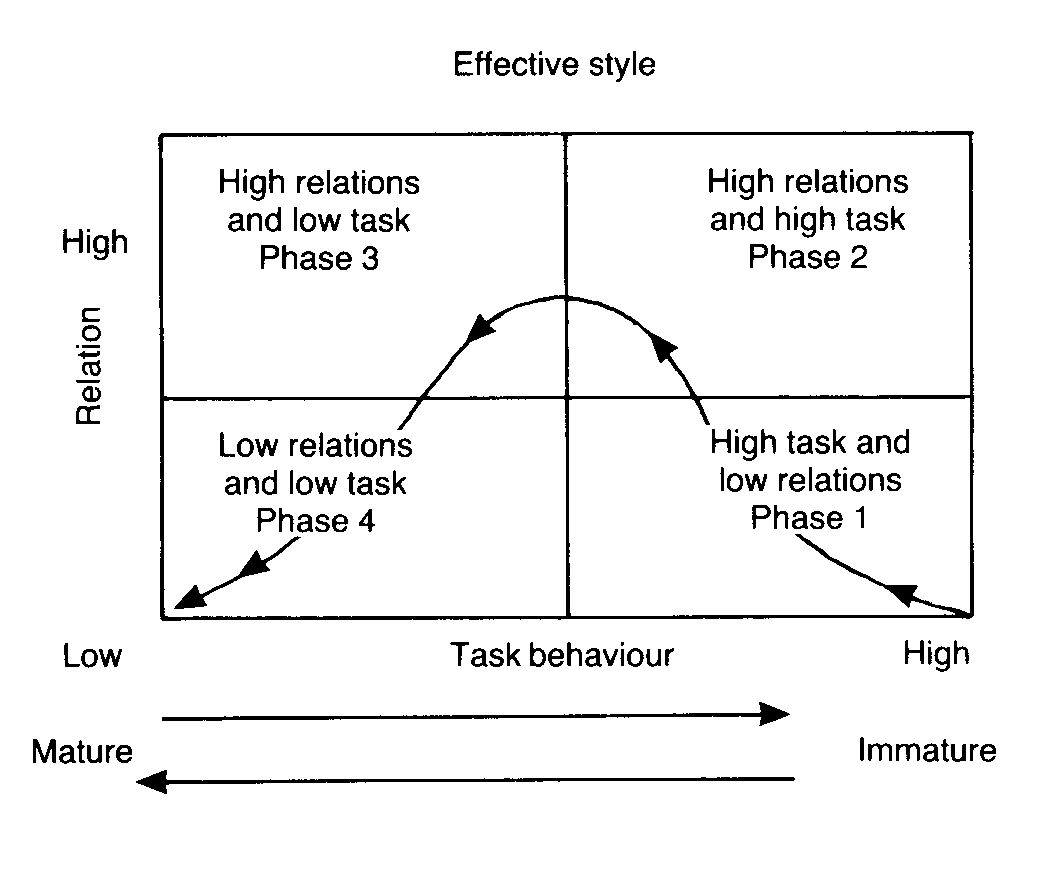 Effective style
High relations
and low task
Phase 3
High relations
and high task
Phase 2
High
Relation
Low relations
and low task
Phase 4
High task and
low relations
Phase 1
Low
Task behaviour
High
Mature
Immature